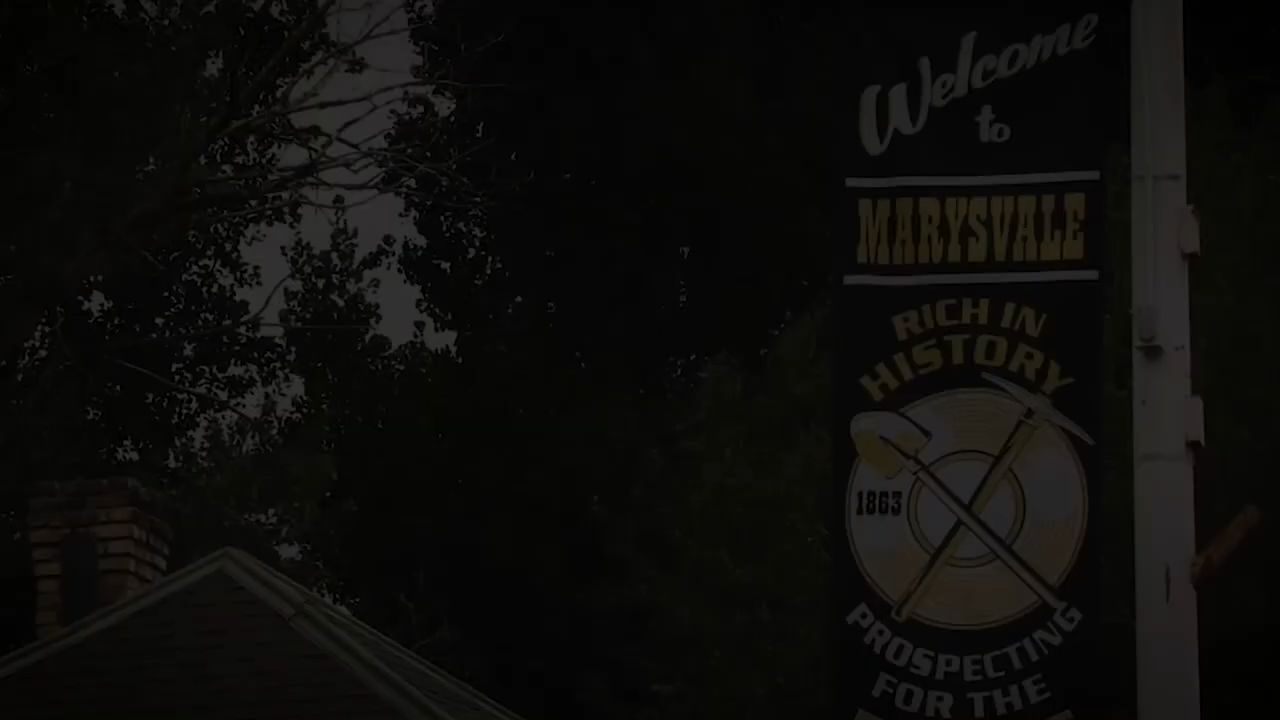 Welcome
to
MARYSVALE
RICH IN
HISTORY
1863
PROSPECTING
FOR THE